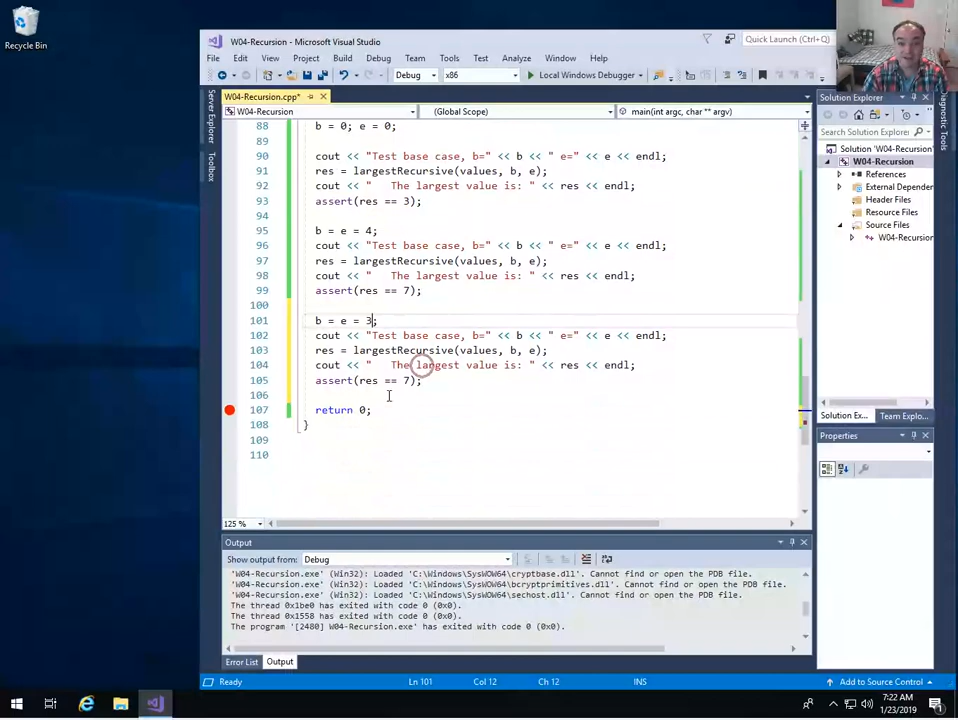 Recycle Bin
W04-Recursion - Microsoft Visual Studio
Quick Launch (Ctrl
File Edit View Project Build Debug Team Tools Test Analyze Window Help
Debug x86 Local Windows Debugger
W04-Recursion.cpp*
W04-Recursion (Global Scope) main(int argc, char ** argv)
Server Explorer
Toolbox
88 b = 0; e = 0;
89
90 cout << "Test base case, b=" << b << " e=" << e << endl;
91 res = largestRecursive(values, b, e);
92 cout << "   The largest value is: " << res << endl;
93 assert(res == 3);
94
95 b = e = 4;
96 cout << "Test base case, b=" << b << " e=" << e << endl;
97 res = largestRecursive(values, b, e);
98 cout << "   The largest value is: " << res << endl;
99 assert(res == 7);
100
101 b = e = 3;
102 cout << "Test base case, b=" << b << " e=" << e << endl;
103 res = largestRecursive(values, b, e);
104 cout << "   The largest value is: " << res << endl;
105 assert(res == 7);
106
107 return 0;
108 }
109
110
125 %
Solution Explorer
Search Solution Explorer
Solution 'W04-Recursion'
W04-Recursion
References
External Dependen
Header Files
Resource Files
Source Files
W04-Recursion
Solution Ex... Team Explo...
Properties
Diagnostic Tools
Output
Show output from: Debug
'W04-Recursion.exe' (Win32): Loaded 'C:\Windows\SysWOW64\cryptbase.dll'. Cannot find or open the PDB file.
'W04-Recursion.exe' (Win32): Loaded 'C:\Windows\SysWOW64\bcryptprimitives.dll'. Cannot find or open the PDB file.
'W04-Recursion.exe' (Win32): Loaded 'C:\Windows\SysWOW64\sechost.dll'. Cannot find or open the PDB file.
The thread 0x1be0 has exited with code 0 (0x0).
The thread 0x1558 has exited with code 0 (0x0).
The program '[2480] W04-Recursion.exe' has exited with code 0 (0x0).
Error List Output
Ready Ln 101 Col 12 Ch 12 INS Add to Source Control
7:22 AM
1/23/2019